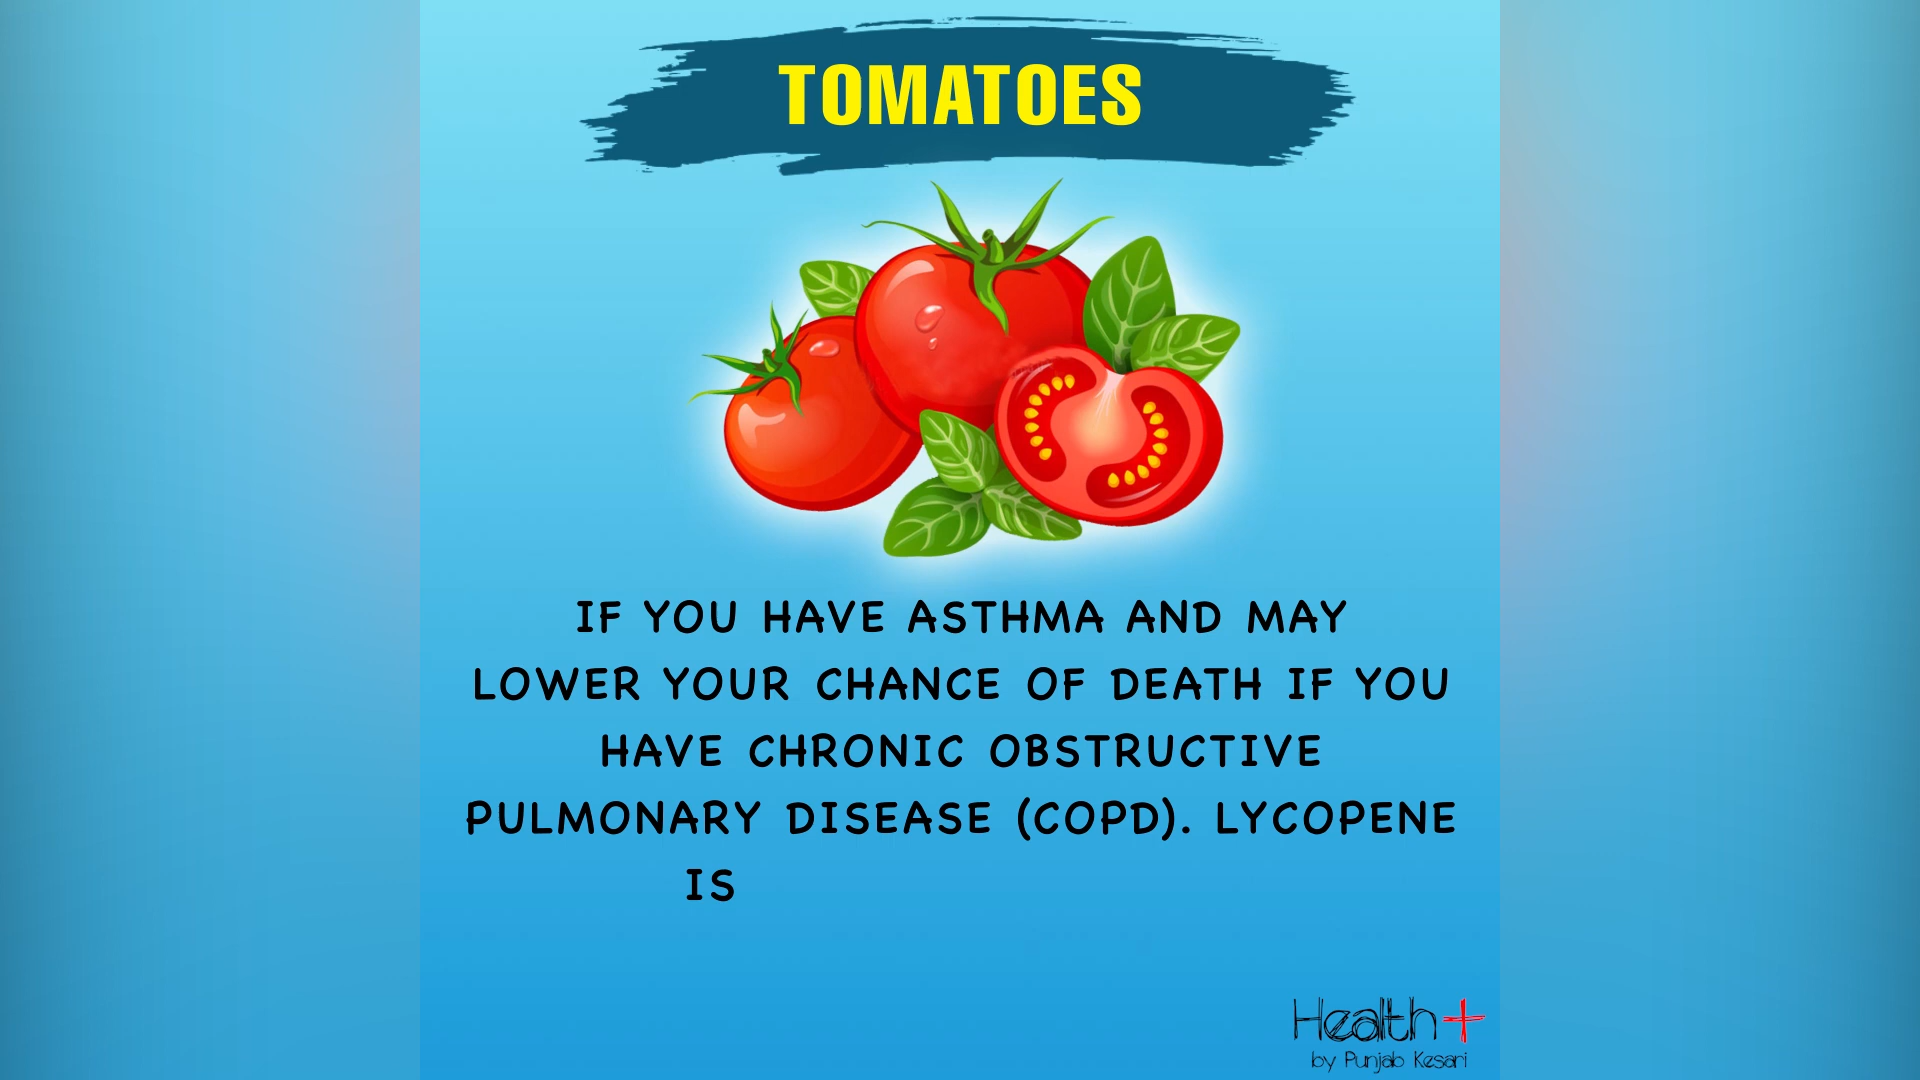 TOMATOES
IF YOU HAVE ASTHMA AND MAY
LOWER YOUR CHANCE OF DEATH IF YOU
HAVE CHRONIC OBSTRUCTIVE
PULMONARY DISEASE (COPD). LYCOPENE
IS
Health+
by Punjab Kesari